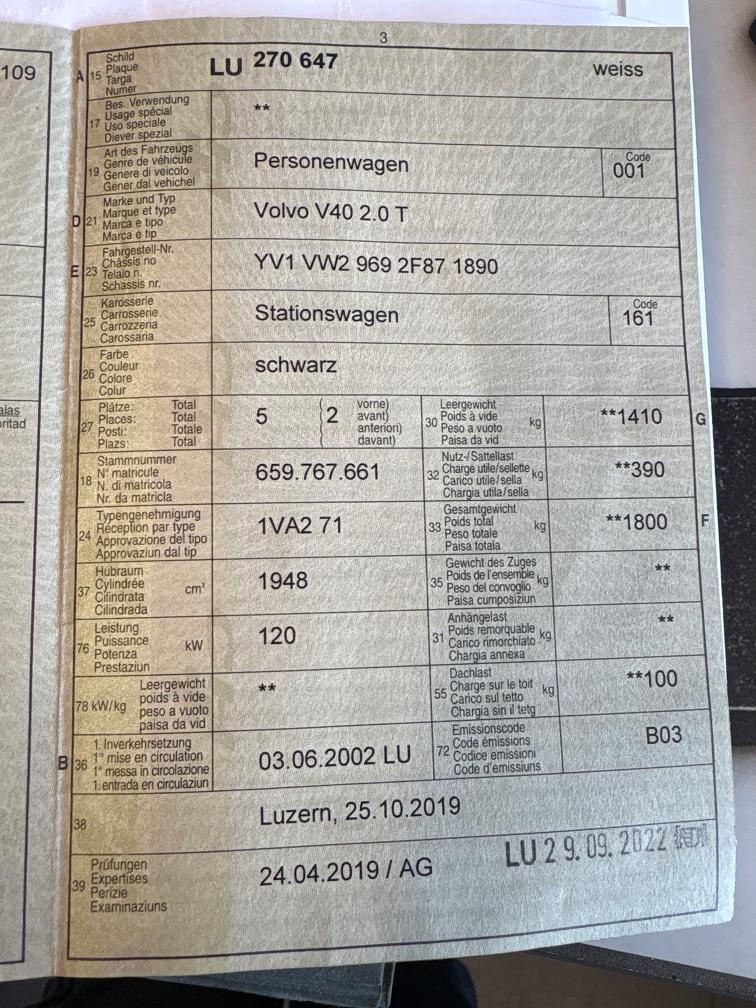 3
109
A 15 Schild
Plaque
Targa
Numer
LU 270 647 weiss
17 Bes. Verwendung
Usage spécial
Uso speciale
Diever spezial
**
19 Art des Fahrzeugs
Genre de véhicule
Genere di veicolo
Gener dal vehichel
Personenwagen
Code
001
D 21 Marke und Typ
Marque et type
Marca e tipo
Marca e tip
Volvo V40 2.0 T
E 23 Fahrgestell-Nr.
Châssis no
Telaio n.
Schassis nr.
YV1 VW2 969 2F87 1890
25 Karosserie
Carrosserie
Carrozzeria
Carossaria
Stationswagen
Code
161
26 Farbe
Couleur
Colore
Colur
schwarz
27 Plätze: Total
Places: Total
Posti: Totale
Plazs: Total
5 (2 vorne)
avant)
anteriori)
davant)
30 Leergewicht
Poids à vide
Peso a vuoto
Paisa da vid
kg
**1410 G
alas
oritad
18 Stammnummer
N° matricule
N. di matricola
Nr. da matricla
659.767.661
32 Nutz-/Sattellast
Charge utile/sellette
Carico utile/sella
Chargia utila/sella
kg
**390
24 Typengenehmigung
Réception par type
Approvazione del tipo
Approvaziun dal tip
1VA2 71
33 Gesamtgewicht
Poids total
Peso totale
Paisa totala
kg
**1800 F
37 Hubraum
Cylindrée
Cilindrata
Cilindrada
cm³
1948
35 Gewicht des Zuges
Poids de l'ensemble
Peso del convoglio
Paisa cumposiziun
kg
**
76 Leistung
Puissance
Potenza
Prestaziun
kW
120
31 Anhängelast
Poids remorquable
Carico rimorchiato
Chargia annexa
kg
**
78 kW/kg Leergewicht
poids à vide
peso a vuoto
paisa da vid
**
55 Dachlast
Charge sur le toit
Carico sul tetto
Chargia sin il tetg
kg
**100
B 36 1. Inverkehrsetzung
1re mise en circulation
1a messa in circolazione
1. entrada en circulaziun
03.06.2002 LU
72 Emissionscode
Code émissions
Codice emissioni
Code d'emissiuns
B03
38 Luzern, 25.10.2019
39 Prüfungen
Expertises
Perizie
Examinaziuns
24.04.2019 / AG
LU 29.09.2022